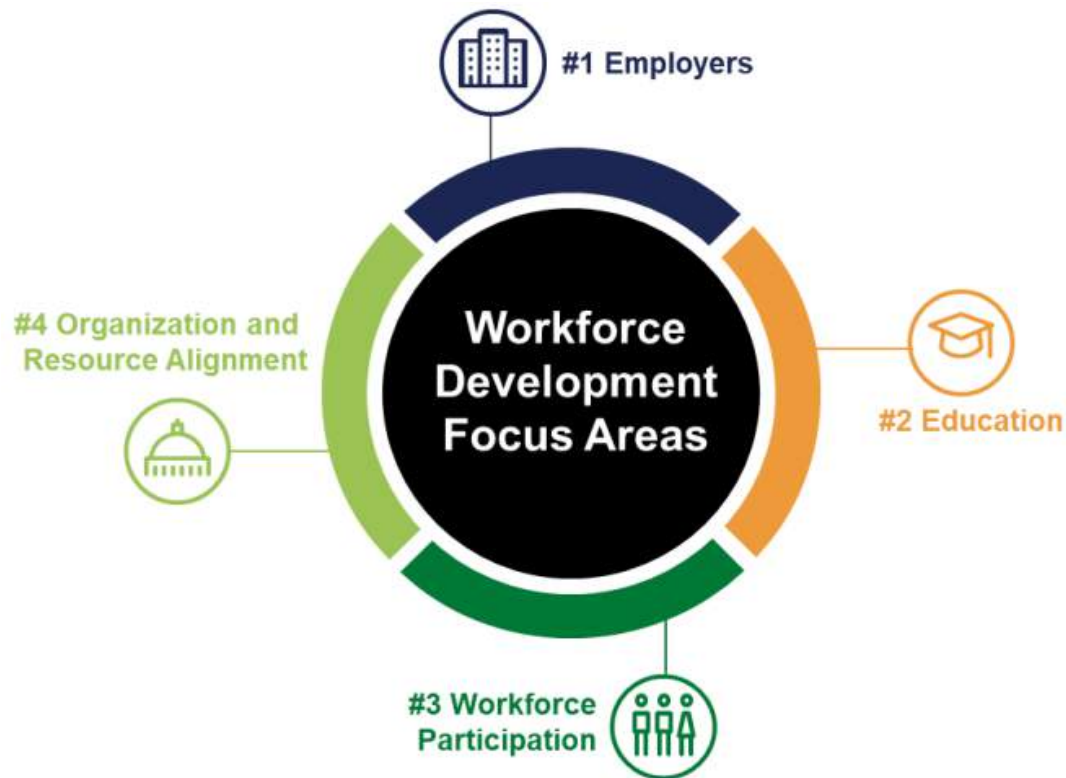 #1 Employers
#4 Organization and
Resource Alignment
Workforce
Development
Focus Areas
#2 Education
#3 Workforce
Participation